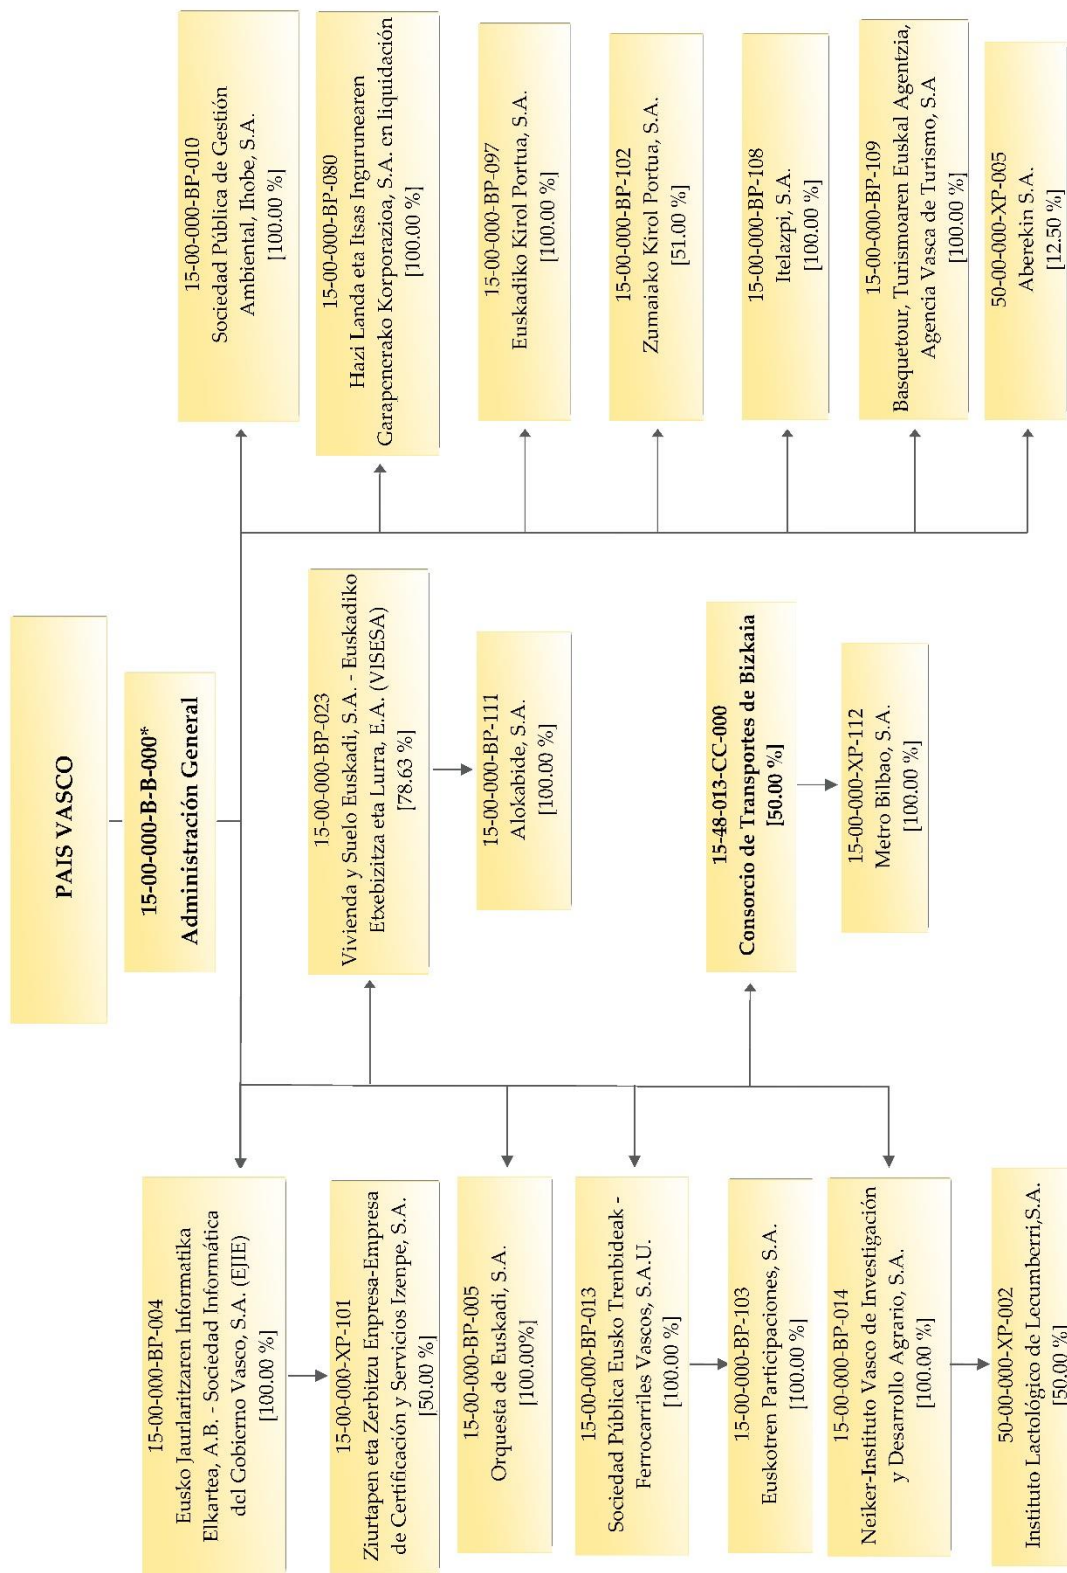 PAIS VASCO
15-00-000-B-B-000*
Administración General
15-00-000-BP-004
Eusko Jaurlaritzaren Informatika
Elkartea, A.B. - Sociedad Informática
del Gobierno Vasco, S.A. (EJIE)
[100.00 %]
15-00-000-XP-101
Ziurtapen eta Zerbitzu Enpresa-Empresa
de Certificación y Servicios Izenpe, S.A.
[50.00 %]
15-00-000-BP-005
Orquesta de Euskadi, S.A.
[100.00%]
15-00-000-BP-013
Sociedad Pública Eusko Trenbideak -
Ferrocarriles Vascos, S.A.U.
[100.00 %]
15-00-000-BP-103
Euskotren Participaciones, S.A.
[100.00 %]
15-00-000-BP-014
Neiker-Instituto Vasco de Investigación
y Desarrollo Agrario, S.A.
[100.00 %]
50-00-000-XP-002
Instituto Lactológico de Lecumberri,S.A.
[50.00 %]
15-00-000-BP-023
Vivienda y Suelo Euskadi, S.A. - Euskadiko
Etxebizitza eta Lurra, E.A. (VISESA)
[78.63 %]
15-00-000-BP-111
Alokabide, S.A.
[100.00 %]
15-48-013-CC-000
Consorcio de Transportes de Bizkaia
[50.00 %]
15-00-000-XP-112
Metro Bilbao, S.A.
[100.00 %]
15-00-000-BP-010
Sociedad Pública de Gestión
Ambiental, Ihobe, S.A.
[100.00 %]
15-00-000-BP-080
Hazi Landa eta Itsas Ingurunearen
Garapenerako Korporazioa, S.A. en liquidación
[100.00 %]
15-00-000-BP-097
Euskadiko Kirol Portua, S.A.
[100.00 %]
15-00-000-BP-102
Zumaiako Kirol Portua, S.A.
[51.00 %]
15-00-000-BP-108
Itelazpi, S.A.
[100.00 %]
15-00-000-BP-109
Basquetour, Turismoaren Euskal Agentzia,
Agencia Vasca de Turismo, S.A
[100.00 %]
50-00-000-XP-005
Aberekin S.A.
[12.50 %]